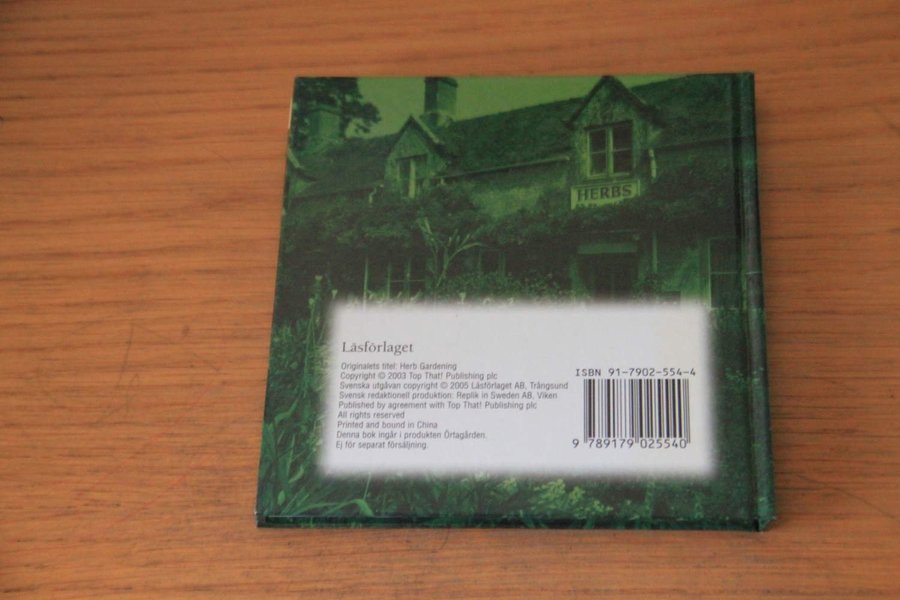 HERBS
Läsförlaget
Originalets titel: Herb Gardening
Copyright © 2003 Top That! Publishing plc
Svenska utgåvan copyright © 2005 Läsförlaget AB, Trångsund
Svensk redaktionell produktion: Replik in Sweden AB, Viken
Published by agreement with Top That! Publishing plc
All rights reserved
Printed and bound in China
Denna bok ingår i produkten Örtagården.
Ej för separat försäljning.
ISBN 91-7902-554-4
9 789179 025540